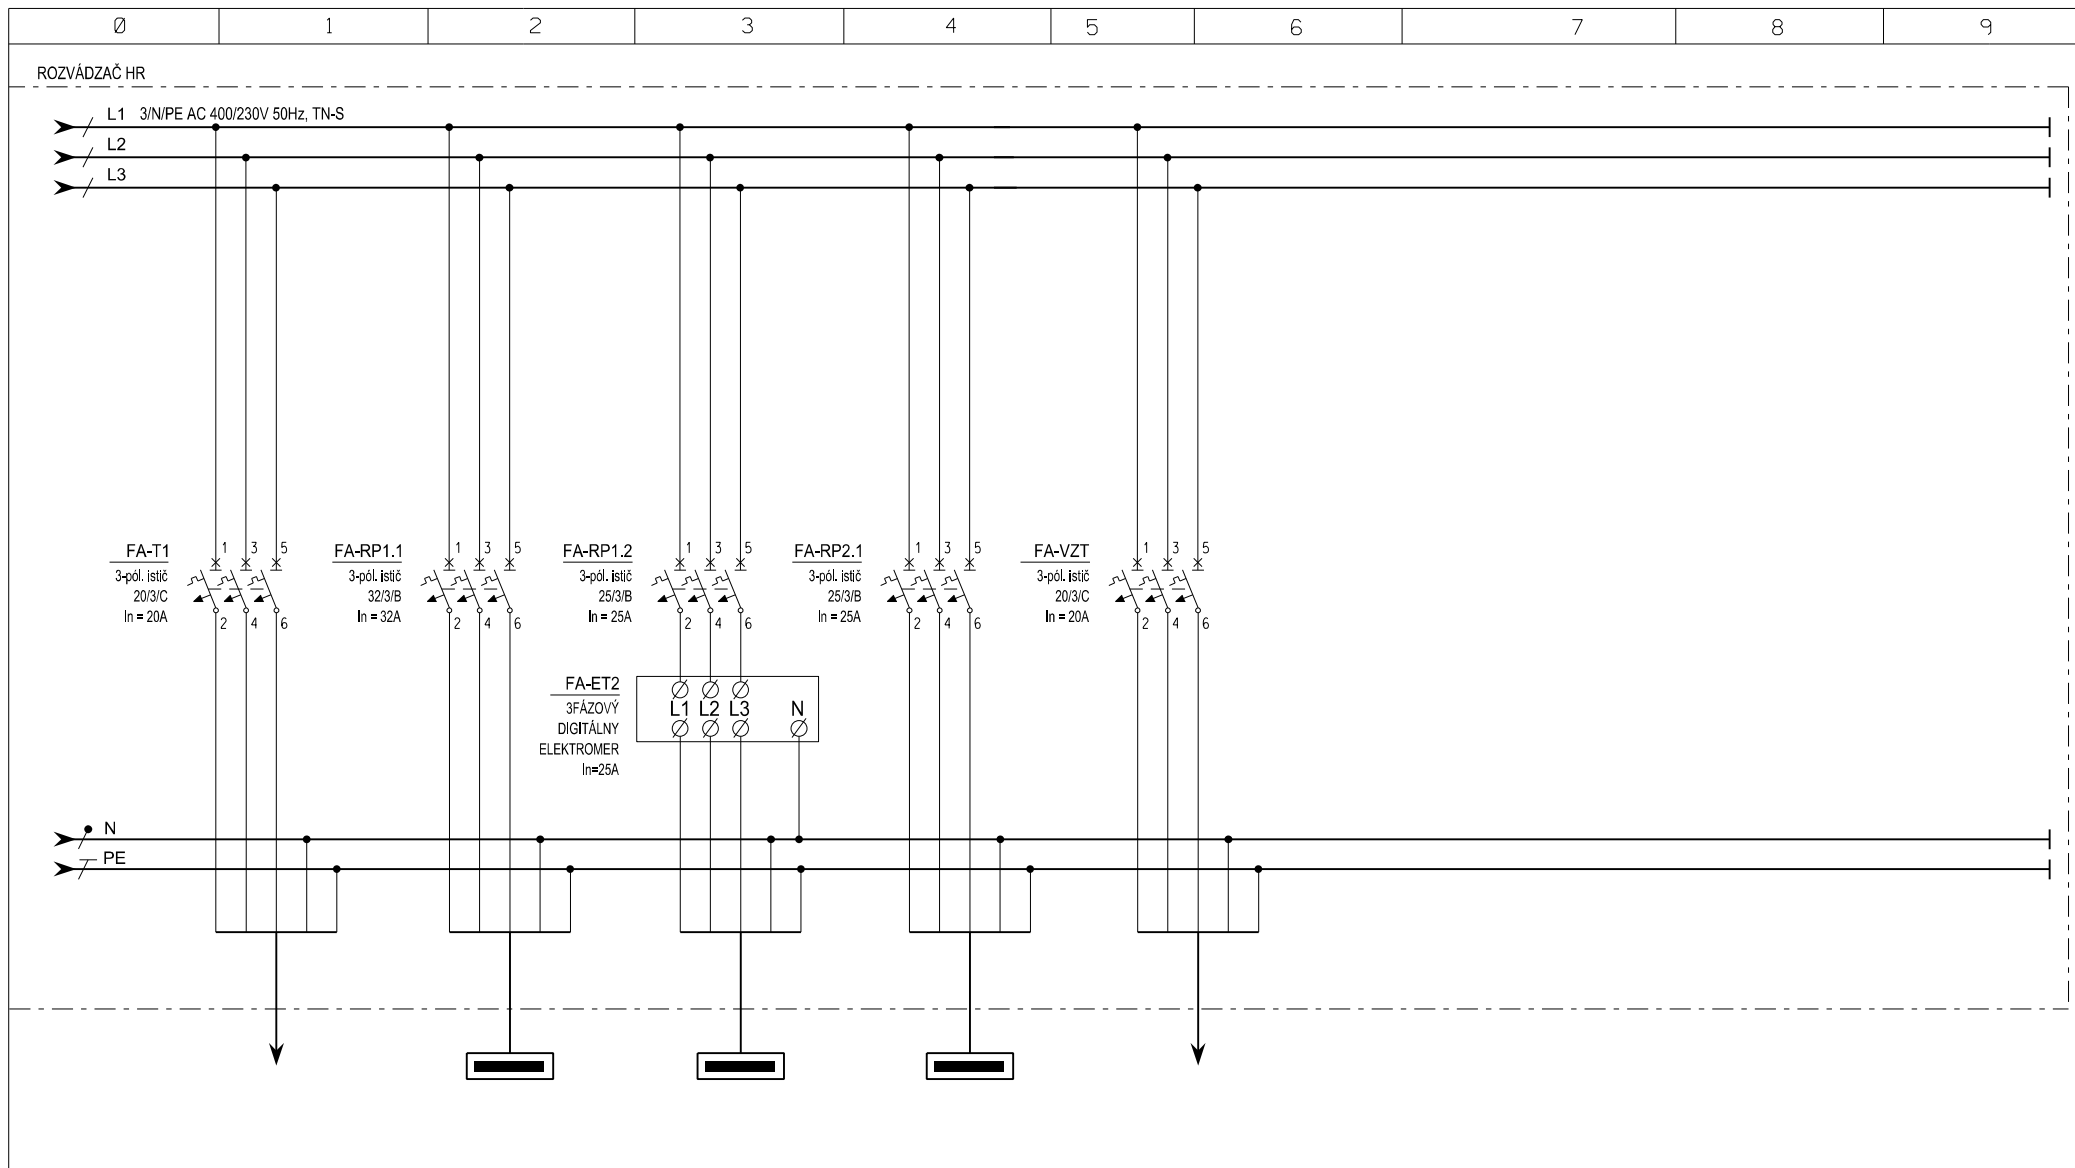 Ø 1 2 3 4 5 6 7 8 9
ROZVÁDZAČ HR
L1 3/N/PE AC 400/230V 50Hz, TN-S
L2
L3
FA-T1
3-pól. istič
20/3/C
In = 20A
1 3 5
2 4 6
FA-RP1.1
3-pól. istič
32/3/B
In = 32A
1 3 5
2 4 6
FA-RP1.2
3-pól. istič
25/3/B
In = 25A
1 3 5
2 4 6
FA-RP2.1
3-pól. istič
25/3/B
In = 25A
1 3 5
2 4 6
FA-VZT
3-pól. istič
20/3/C
In = 20A
1 3 5
2 4 6
FA-ET2
3FÁZOVÝ
DIGITÁLNY
ELEKTROMER
In=25A
L1 L2 L3 N
N
PE